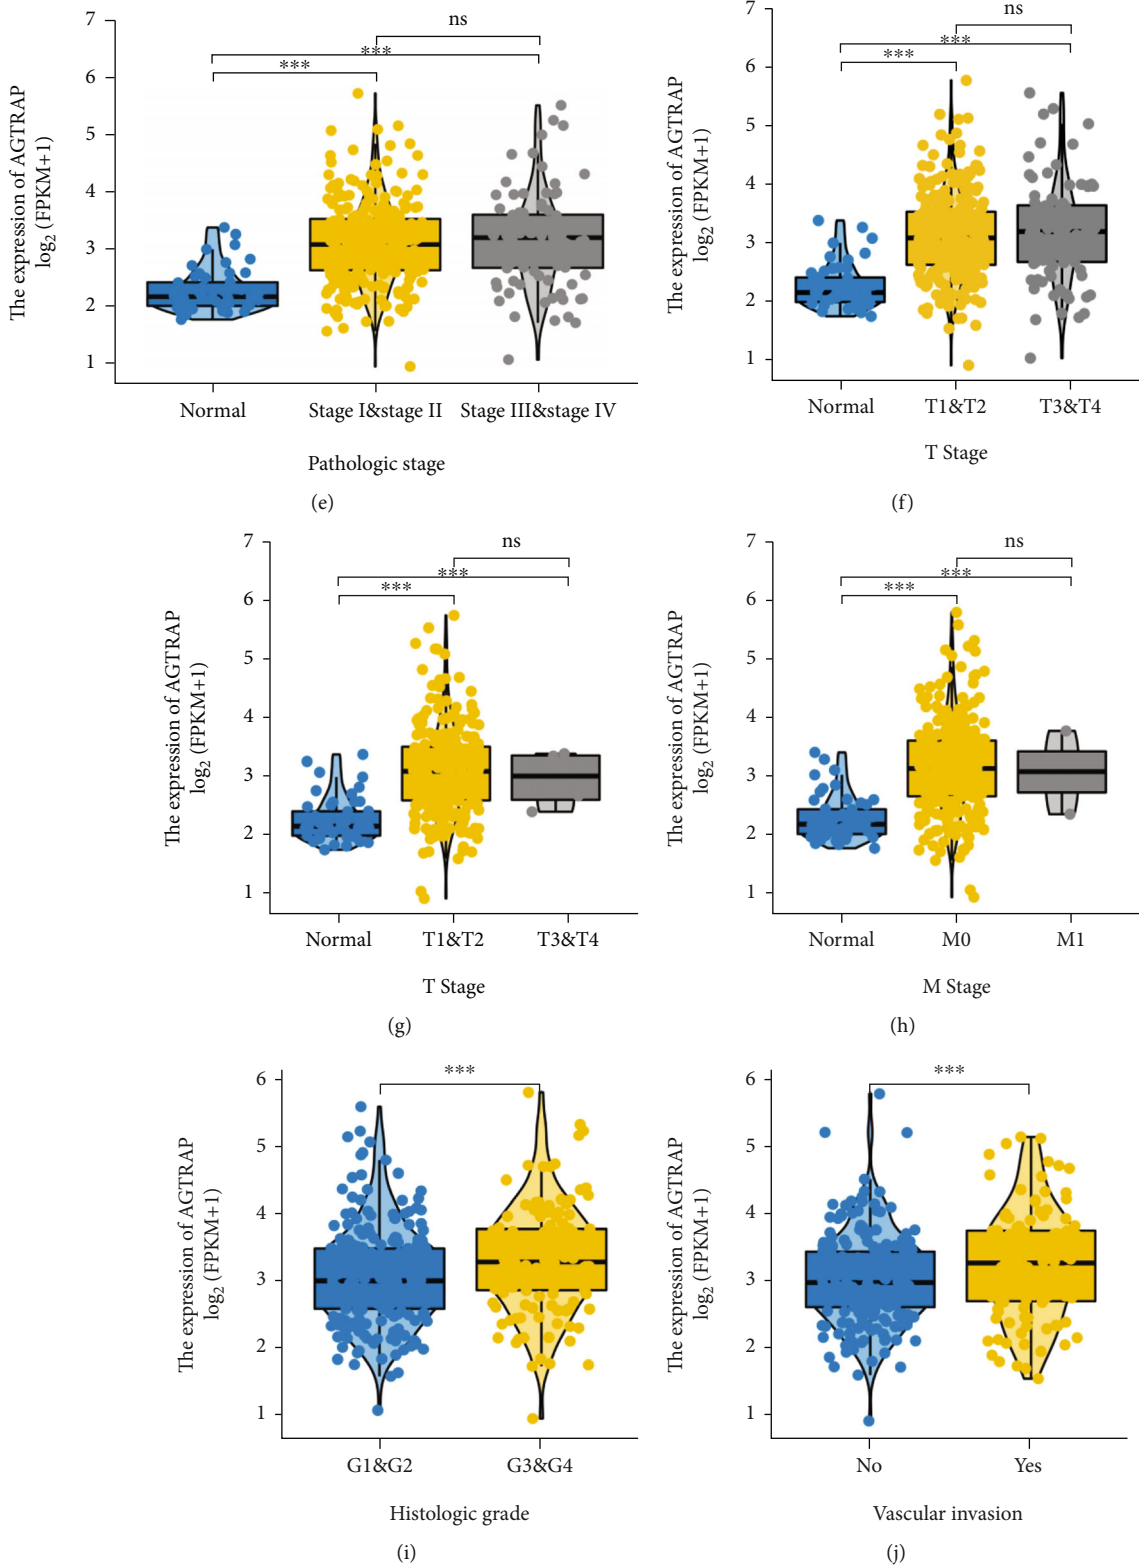 The expression of AGTRAP
log₂ (FPKM+1)
7
6
5
4
3
2
1
ns
***
***
Normal
Stage I&stage II
Stage III&stage IV
Pathologic stage
(e)
The expression of AGTRAP
log₂ (FPKM+1)
7
6
5
4
3
2
1
ns
***
***
Normal
T1&T2
T3&T4
T Stage
(f)
The expression of AGTRAP
log₂ (FPKM+1)
7
6
5
4
3
2
1
ns
***
***
Normal
T1&T2
T3&T4
T Stage
(g)
The expression of AGTRAP
log₂ (FPKM+1)
7
6
5
4
3
2
1
ns
***
***
Normal
M0
M1
M Stage
(h)
The expression of AGTRAP
log₂ (FPKM+1)
6
5
4
3
2
1
***
G1&G2
G3&G4
Histologic grade
(i)
The expression of AGTRAP
log₂ (FPKM+1)
6
5
4
3
2
1
***
No
Yes
Vascular invasion
(j)